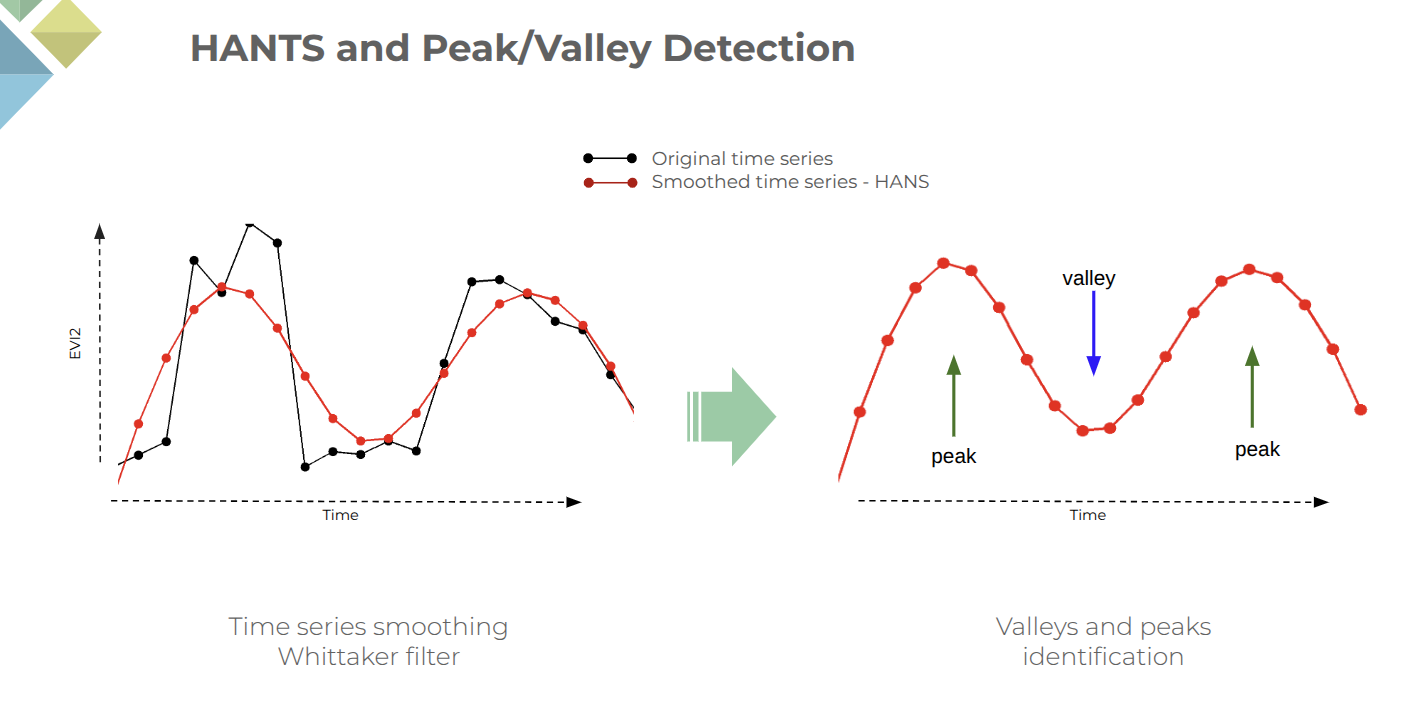 HANTS and Peak/Valley Detection
Original time series
Smoothed time series - HANS
EVI2
Time
valley
peak
peak
Time
Time series smoothing
Whittaker filter
Valleys and peaks
identification